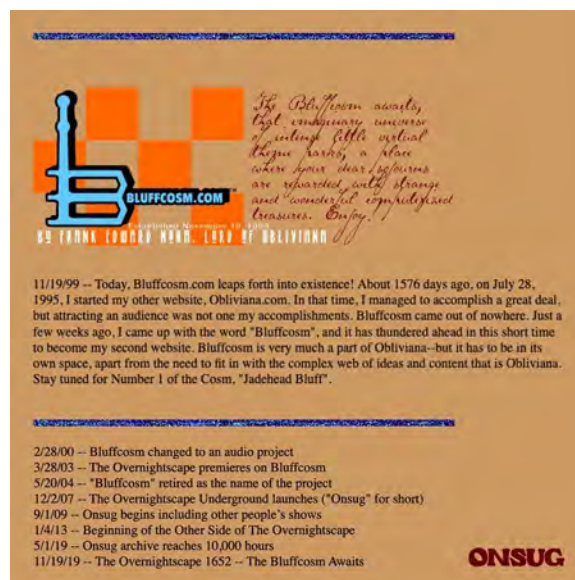 The Bluffcosm awaits,
that imaginary universe
of intense little virtual
theme parks, a place
where your dear sojourns
are rewarded with strange
and wonderful computerized
treasures. Enjoy!
BLUFFCOSM.COM™
Established November 19, 1999
BY FRANK EDWARD NORA, LORD OF OBLIVIANA
11/19/99 -- Today, Bluffcosm.com leaps forth into existence! About 1576 days ago, on July 28,
1995, I started my other website, Obliviana.com. In that time, I managed to accomplish a great deal,
but attracting an audience was not one my accomplishments. Bluffcosm came out of nowhere. Just a
few weeks ago, I came up with the word "Bluffcosm", and it has thundered ahead in this short time
to become my second website. Bluffcosm is very much a part of Obliviana--but it has to be in its
own space, apart from the need to fit in with the complex web of ideas and content that is Obliviana.
Stay tuned for Number 1 of the Cosm, "Jadehead Bluff".
2/28/00 -- Bluffcosm changed to an audio project
3/28/03 -- The Overnightscape premieres on Bluffcosm
5/20/04 -- "Bluffcosm" retired as the name of the project
12/2/07 -- The Overnightscape Underground launches ("Onsug" for short)
9/1/09 -- Onsug begins including other people's shows
1/4/13 -- Beginning of the Other Side of The Overnightscape
5/1/19 -- Onsug archive reaches 10,000 hours
11/19/19 -- The Overnightscape 1652 -- The Bluffcosm Awaits
ONSUG